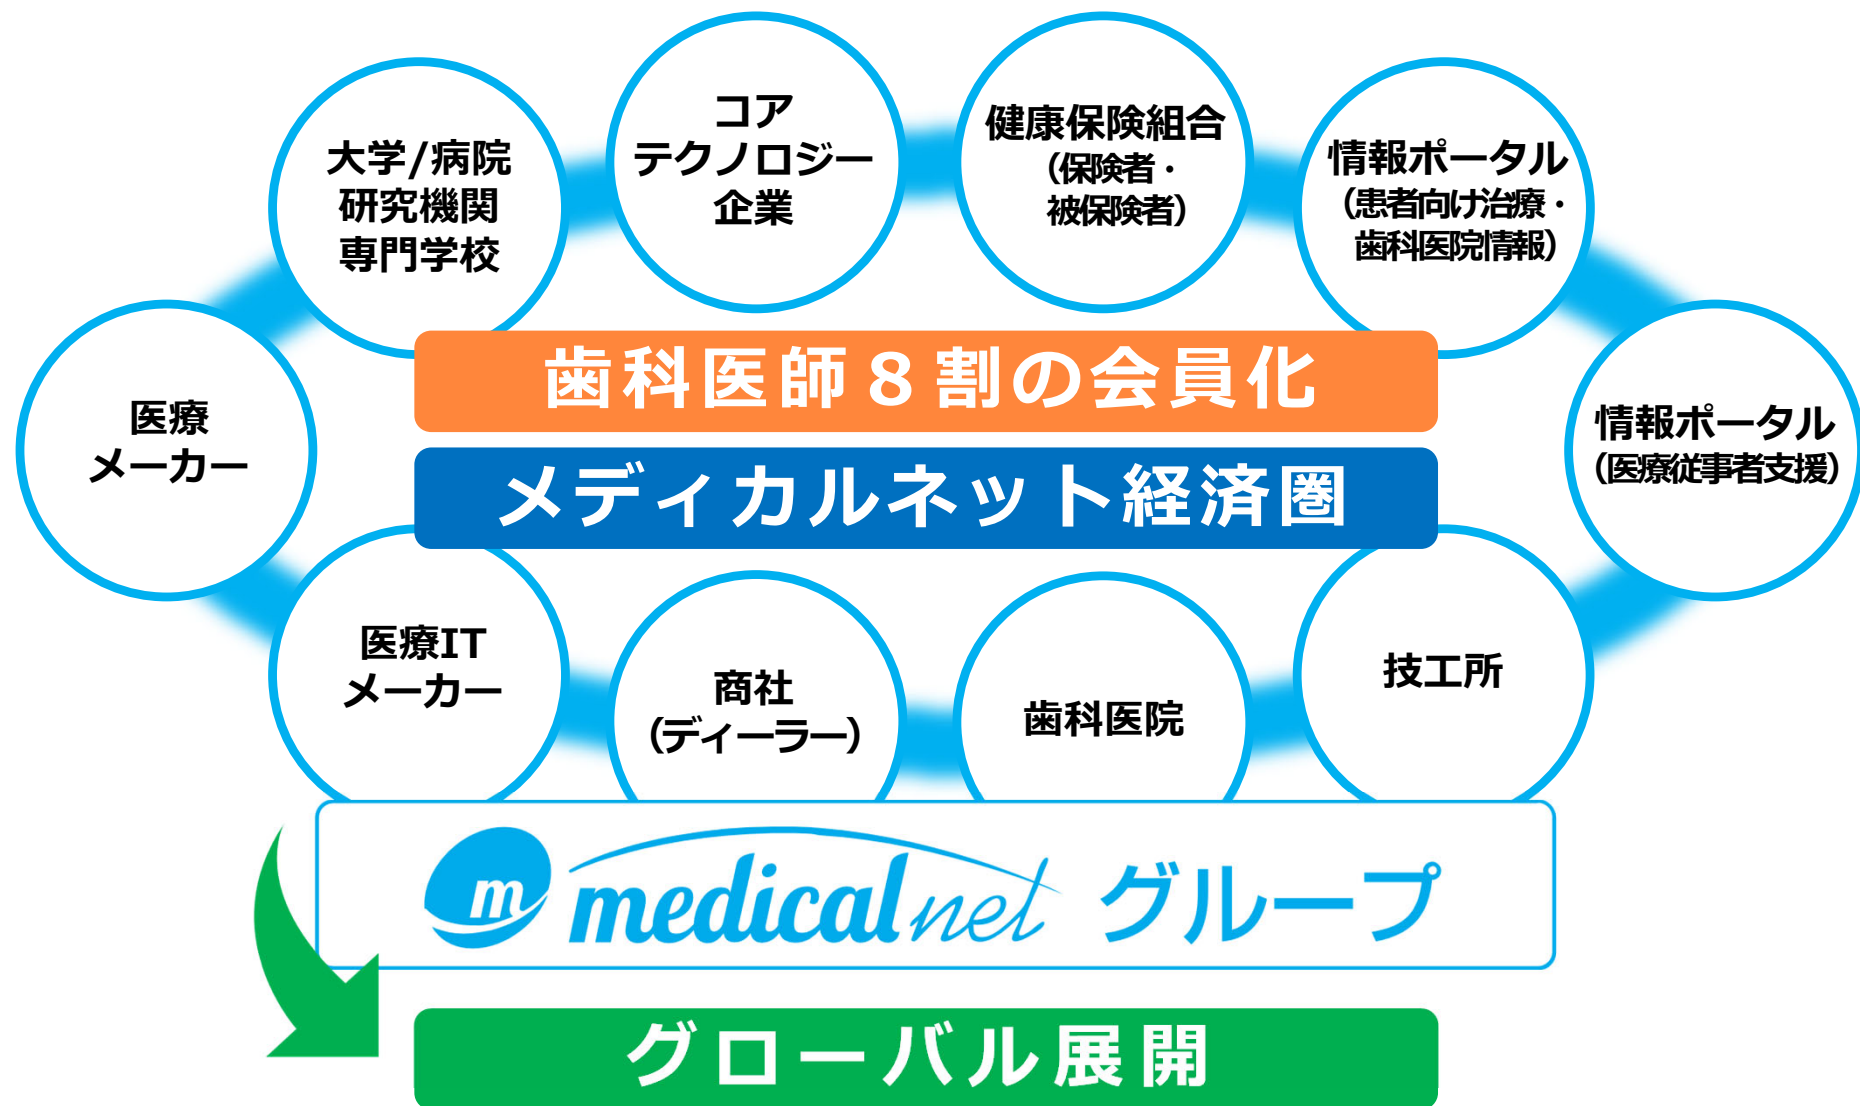 コア
テクノロジー
企業
健康保険組合
（保険者・
被保険者）
大学/病院
研究機関
専門学校
情報ポータル
（患者向け治療・
歯科医院情報）
歯科医師８割の会員化
医療
メーカー
情報ポータル
（医療従事者支援）
メディカルネット経済圏
医療IT
メーカー
商社
（ディーラー）
歯科医院
技工所
m medicalnet グループ
グローバル展開